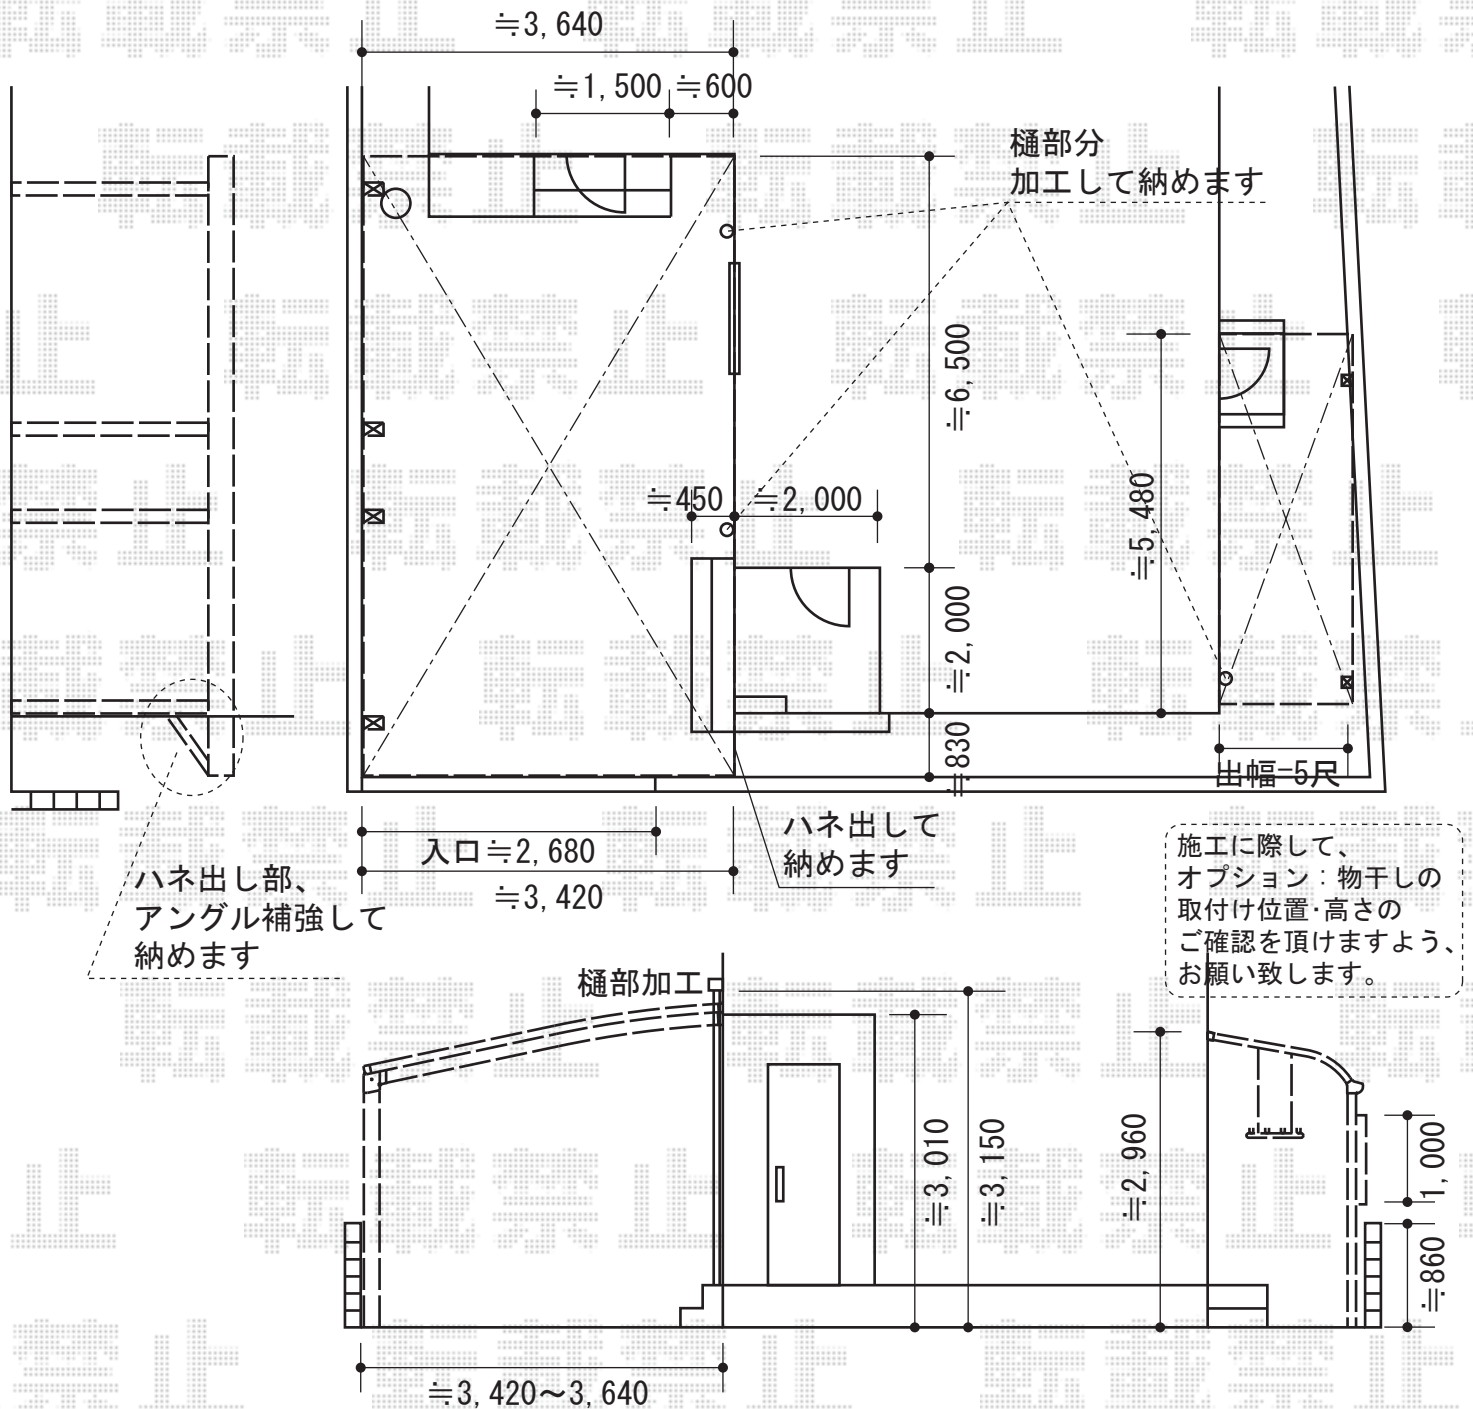 ≒3,640
≒1,500
≒600
樋部分
加工して納めます
≒6,500
≒450
≒2,000
≒5,480
≒2,000
≒830
出幅=5尺
入口≒2,680
≒3,420
ハネ出して
納めます
ハネ出し部、
アングル補強して
納めます
施工に際して、
オプション：物干しの
取付け位置・高さの
ご確認を頂けますよう、
お願い致します。
樋部加工
≒3,010
≒3,150
≒2,960
1,000
≒860
≒3,420～3,640
転載禁止